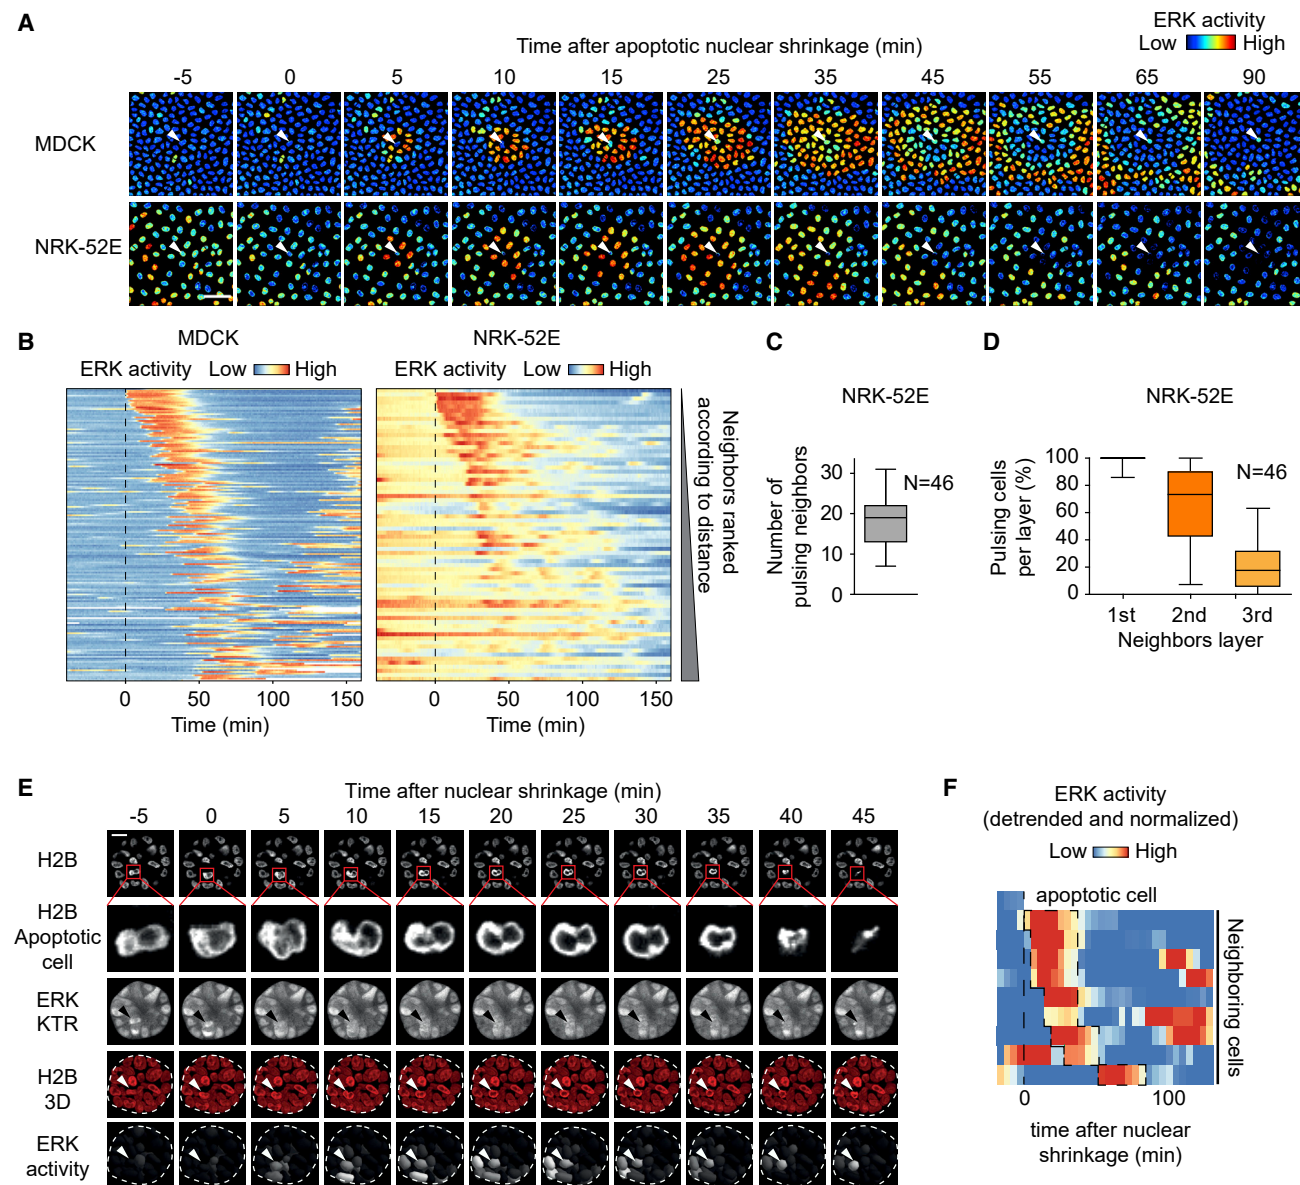 A
ERK activity
Low High
Time after apoptotic nuclear shrinkage (min)
-5 0 5 10 15 25 35 45 55 65 90
MDCK
NRK-52E
B
MDCK
ERK activity Low High
NRK-52E
ERK activity Low High
Neighbors ranked
according to distance
0 50 100 150
Time (min)
0 50 100 150
Time (min)
C
NRK-52E
Number of
pulsing neighbors
30
20
10
0
N=46
D
NRK-52E
Pulsing cells
per layer (%)
100
80
60
40
20
0
N=46
1st 2nd 3rd
Neighbors layer
E
Time after nuclear shrinkage (min)
-5 0 5 10 15 20 25 30 35 40 45
H2B
H2B
Apoptotic
cell
ERK
KTR
H2B
3D
ERK
activity
F
ERK activity
(detrended and normalized)
Low High
apoptotic cell
Neighboring cells
0 100
time after nuclear
shrinkage (min)